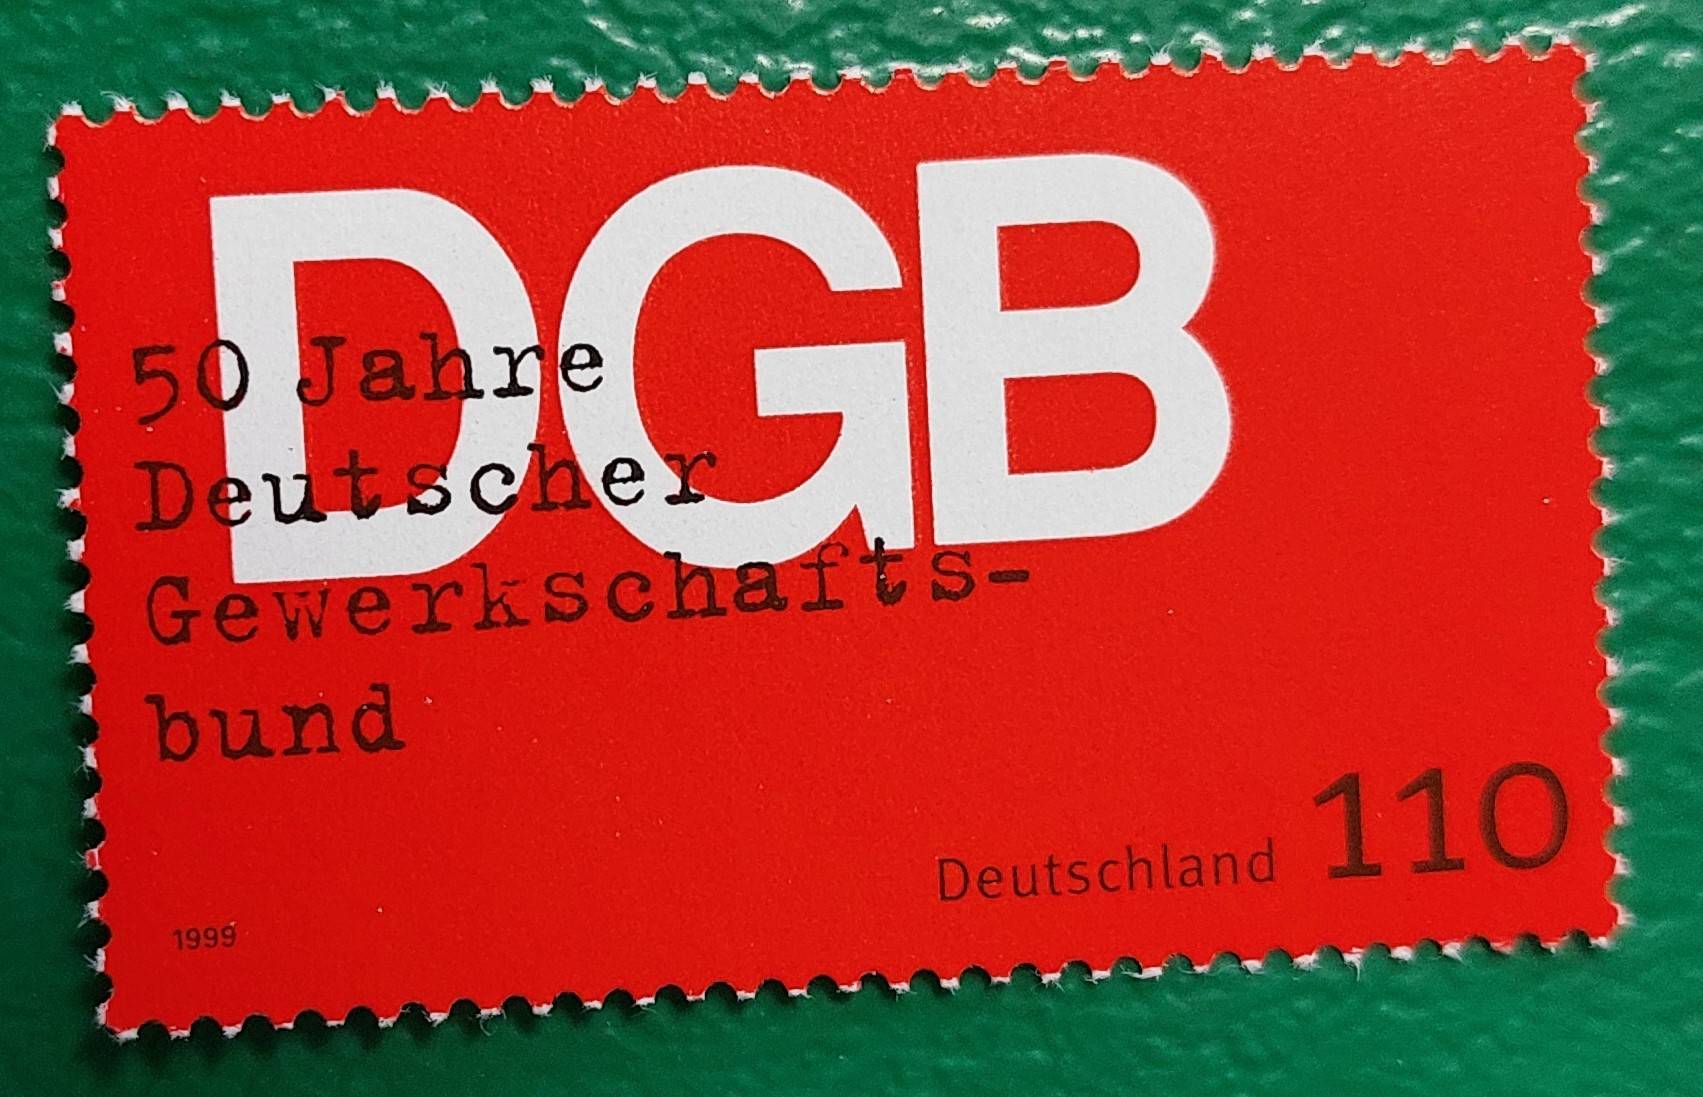 DGB
50 Jahre
Deutscher
Gewerkschafts-
bund
Deutschland 110
1999